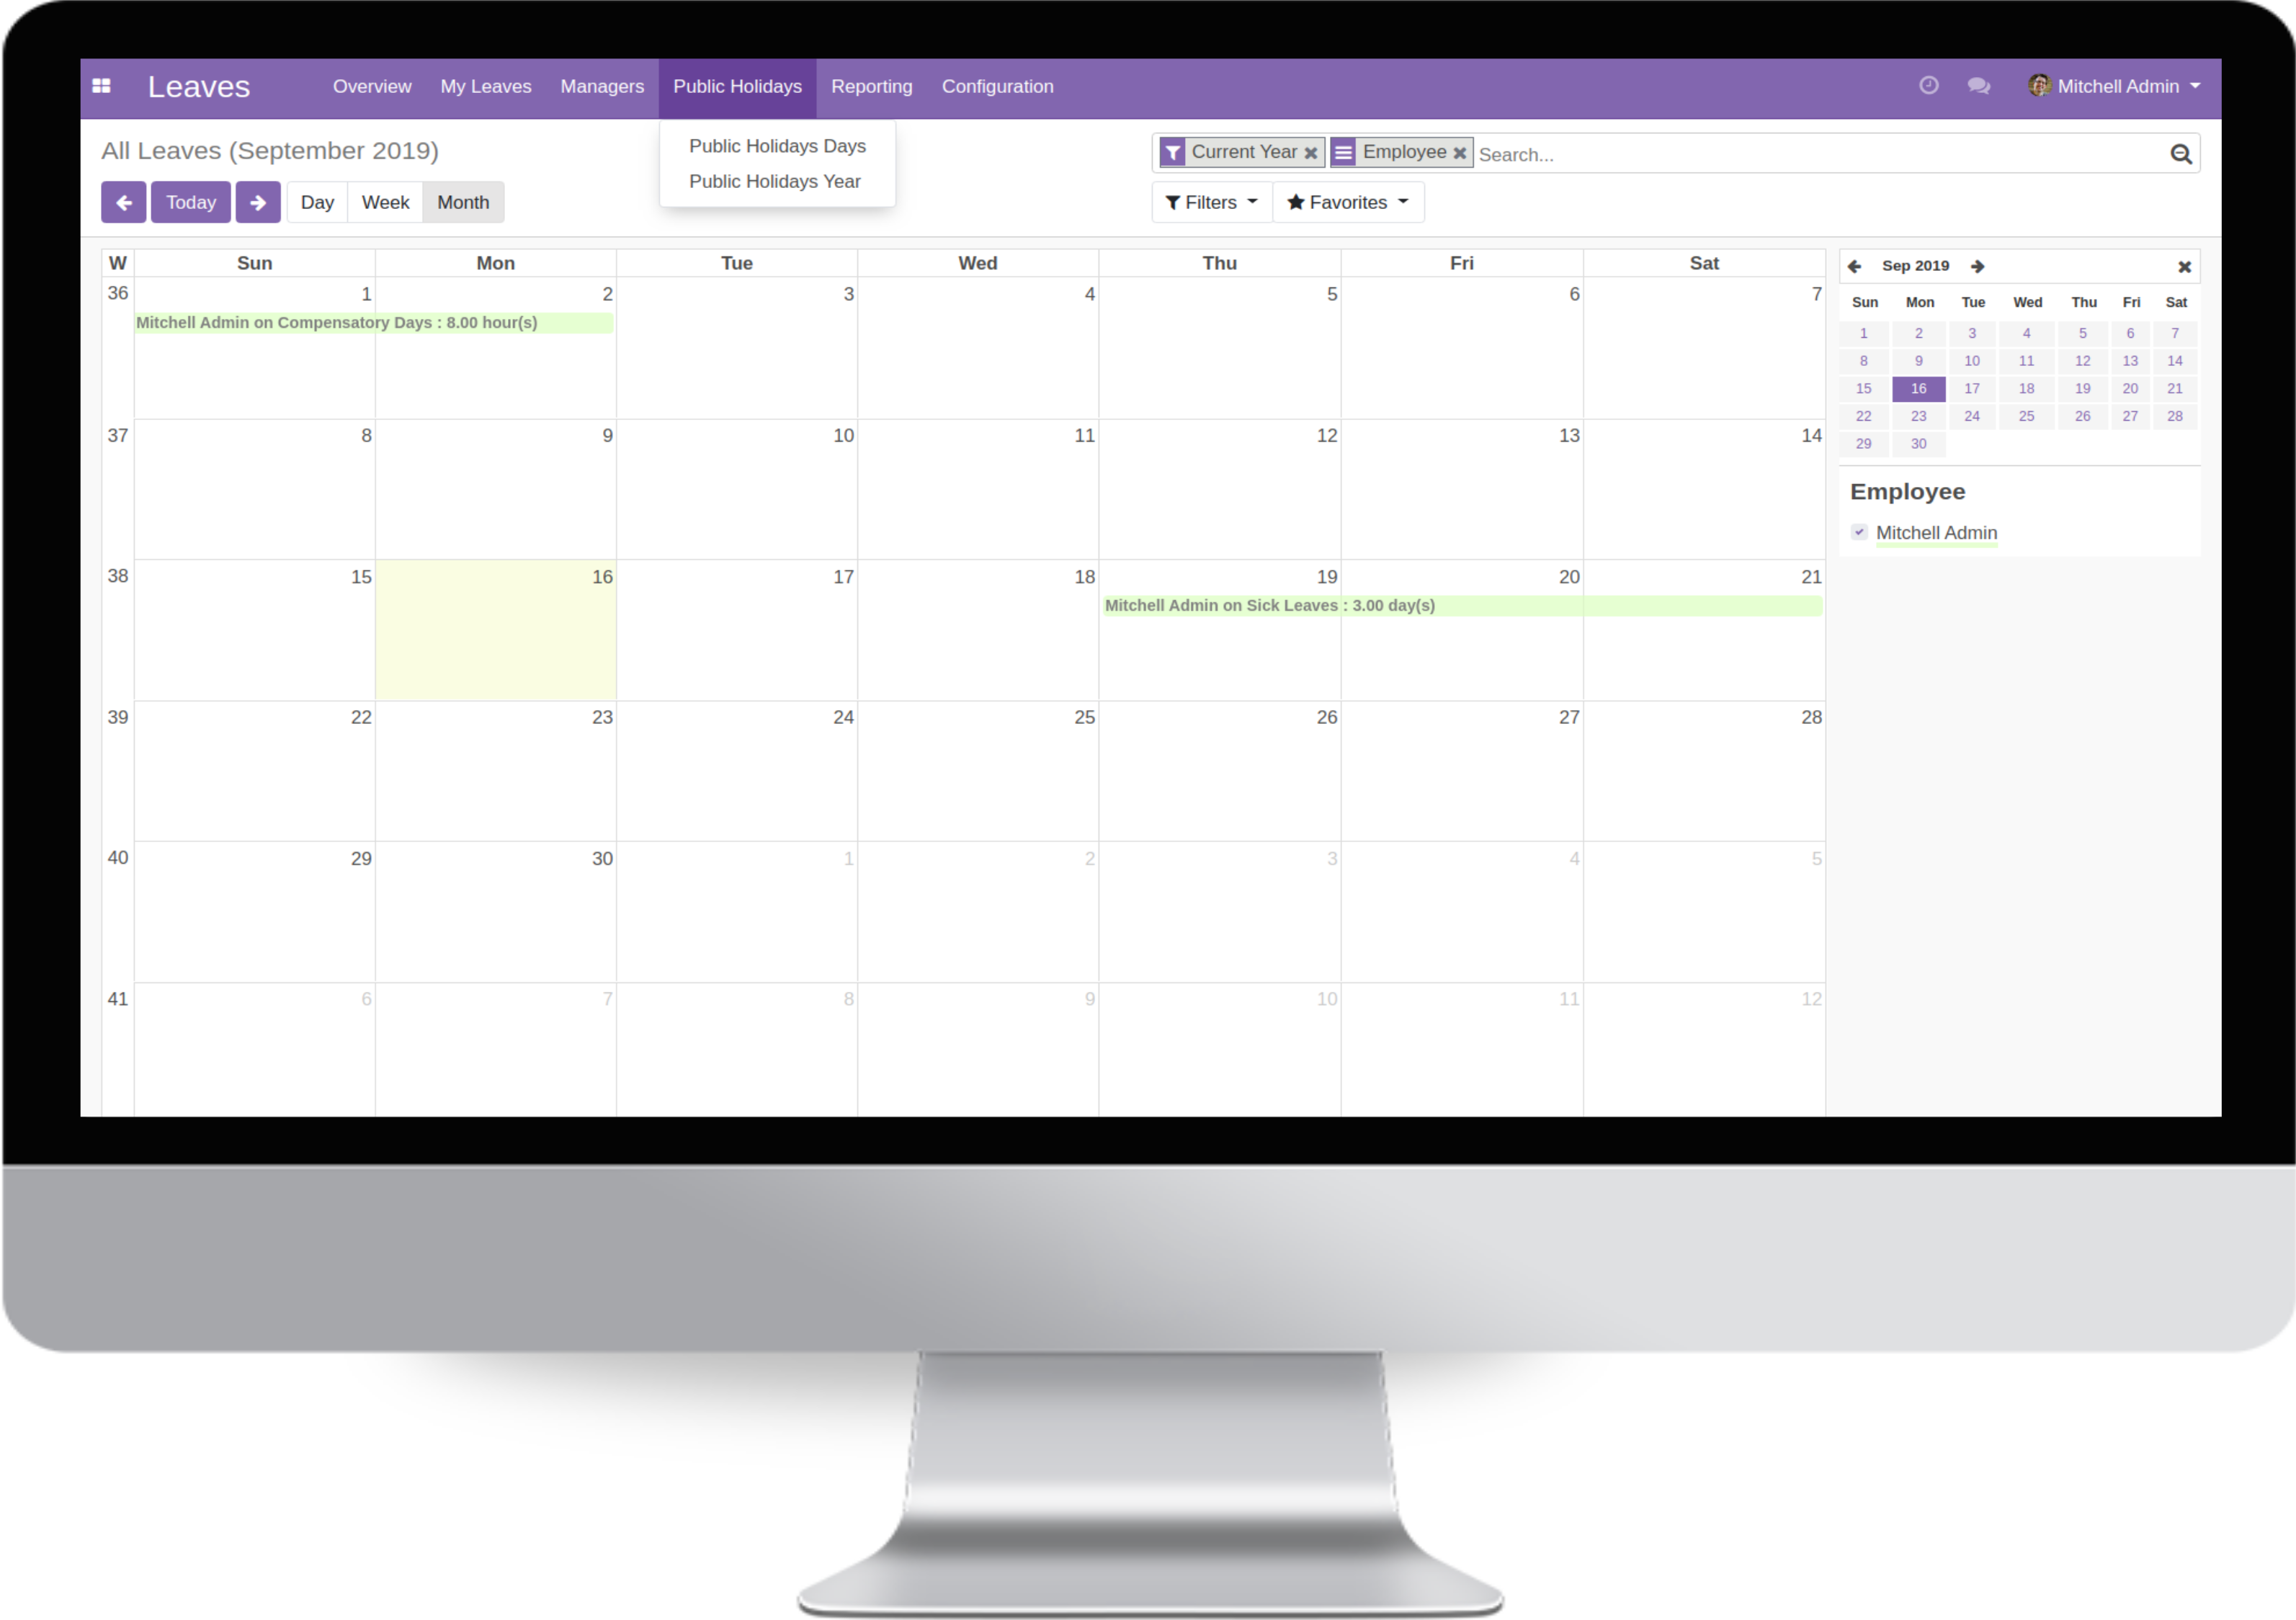 Leaves Overview My Leaves Managers Public Holidays Reporting Configuration Mitchell Admin
Public Holidays Days
Public Holidays Year
All Leaves (September 2019)
Current Year Employee Search...
Today Day Week Month
Filters Favorites
W Sun Mon Tue Wed Thu Fri Sat
36 1 2 3 4 5 6 7
Mitchell Admin on Compensatory Days : 8.00 hour(s)
37 8 9 10 11 12 13 14
38 15 16 17 18 19 20 21
Mitchell Admin on Sick Leaves : 3.00 day(s)
39 22 23 24 25 26 27 28
40 29 30 1 2 3 4 5
41 6 7 8 9 10 11 12
Sep 2019
Sun Mon Tue Wed Thu Fri Sat
1 2 3 4 5 6 7
8 9 10 11 12 13 14
15 16 17 18 19 20 21
22 23 24 25 26 27 28
29 30
Employee
Mitchell Admin